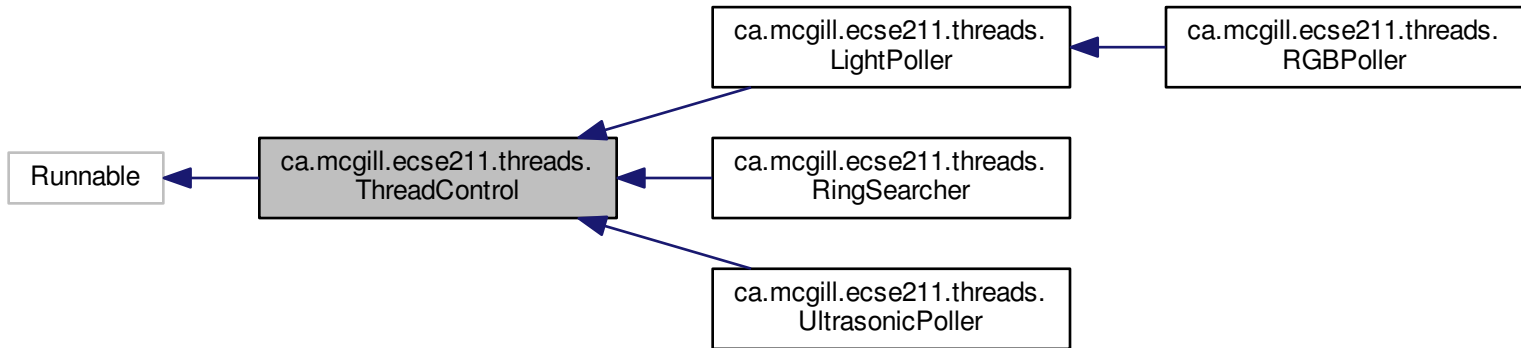 Runnable
ca.mcgill.ecse211.threads.
ThreadControl
ca.mcgill.ecse211.threads.
LightPoller
ca.mcgill.ecse211.threads.
RGBPoller
ca.mcgill.ecse211.threads.
RingSearcher
ca.mcgill.ecse211.threads.
UltrasonicPoller